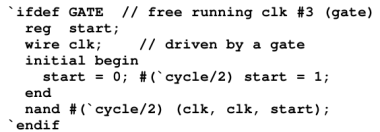 `ifdef GATE  // free running clk #3 (gate)
  reg  start;
  wire clk;    // driven by a gate
  initial begin
    start = 0; #(`cycle/2) start = 1;
  end
  nand #(`cycle/2) (clk, clk, start);
`endif